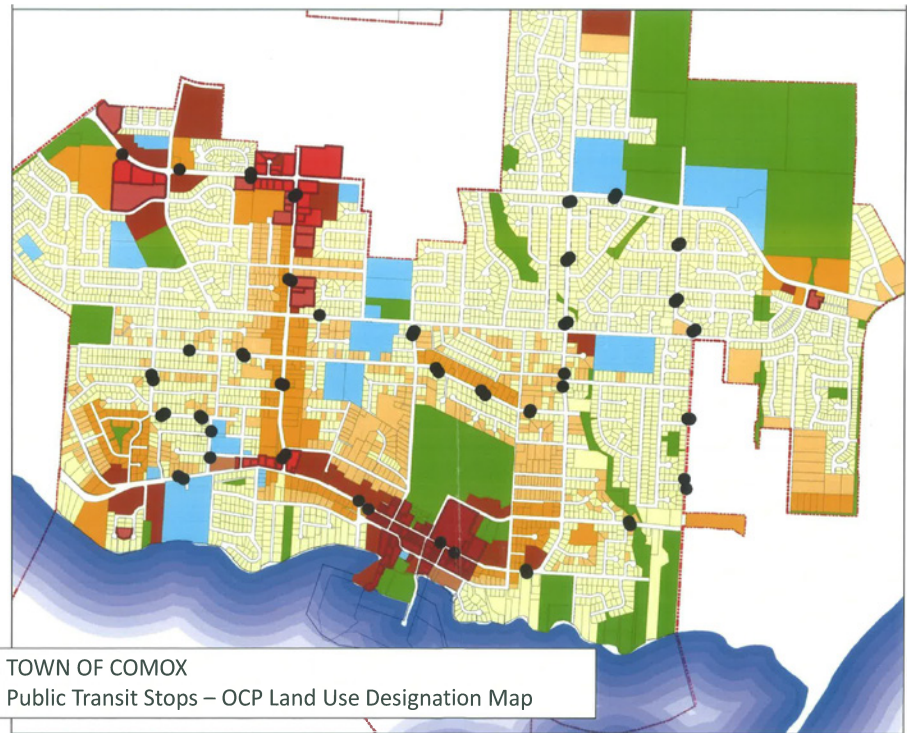 TOWN OF COMOX
Public Transit Stops – OCP Land Use Designation Map